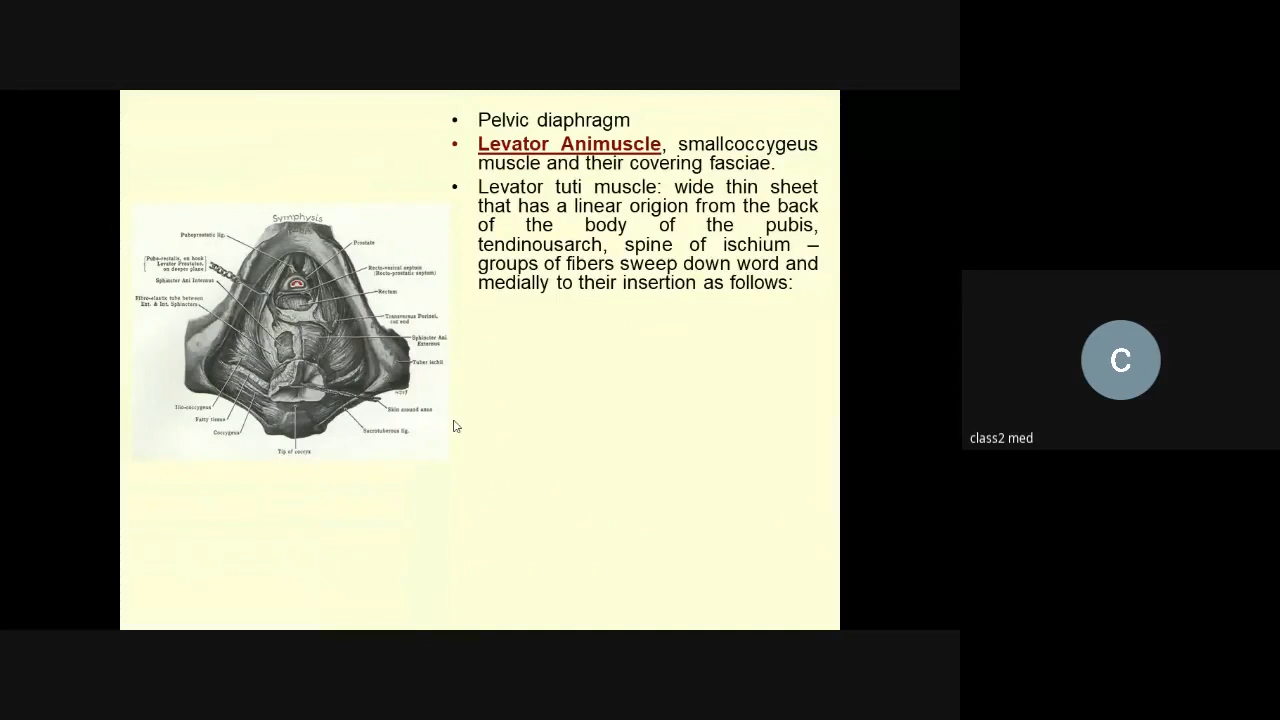 • Pelvic diaphragm
• Levator Animuscle, smallcoccygeus
muscle and their covering fasciae.
• Levator tuti muscle: wide thin sheet
that has a linear origion from the back
of the body of the pubis,
tendinousarch, spine of ischium –
groups of fibers sweep down word and
medially to their insertion as follows:
Symphysis
Puboprostatic lig.
Prostate
Pubo-rectalis, on hook
Levator Prostatae,
on deeper plane
Recto-vesical septum
(Recto-prostatic septum)
Sphincter Ani Internus
Rectum
Fibro-elastic tube between
Ext. & Int. Sphincters
Transversus Perinei,
cut end
Sphincter Ani
Externus
Tuber ischii
Ilio-coccygeus
Skin around anus
Fatty tissue
Coccygeus
Sacrotuberous lig.
Tip of coccyx
C
class2 med